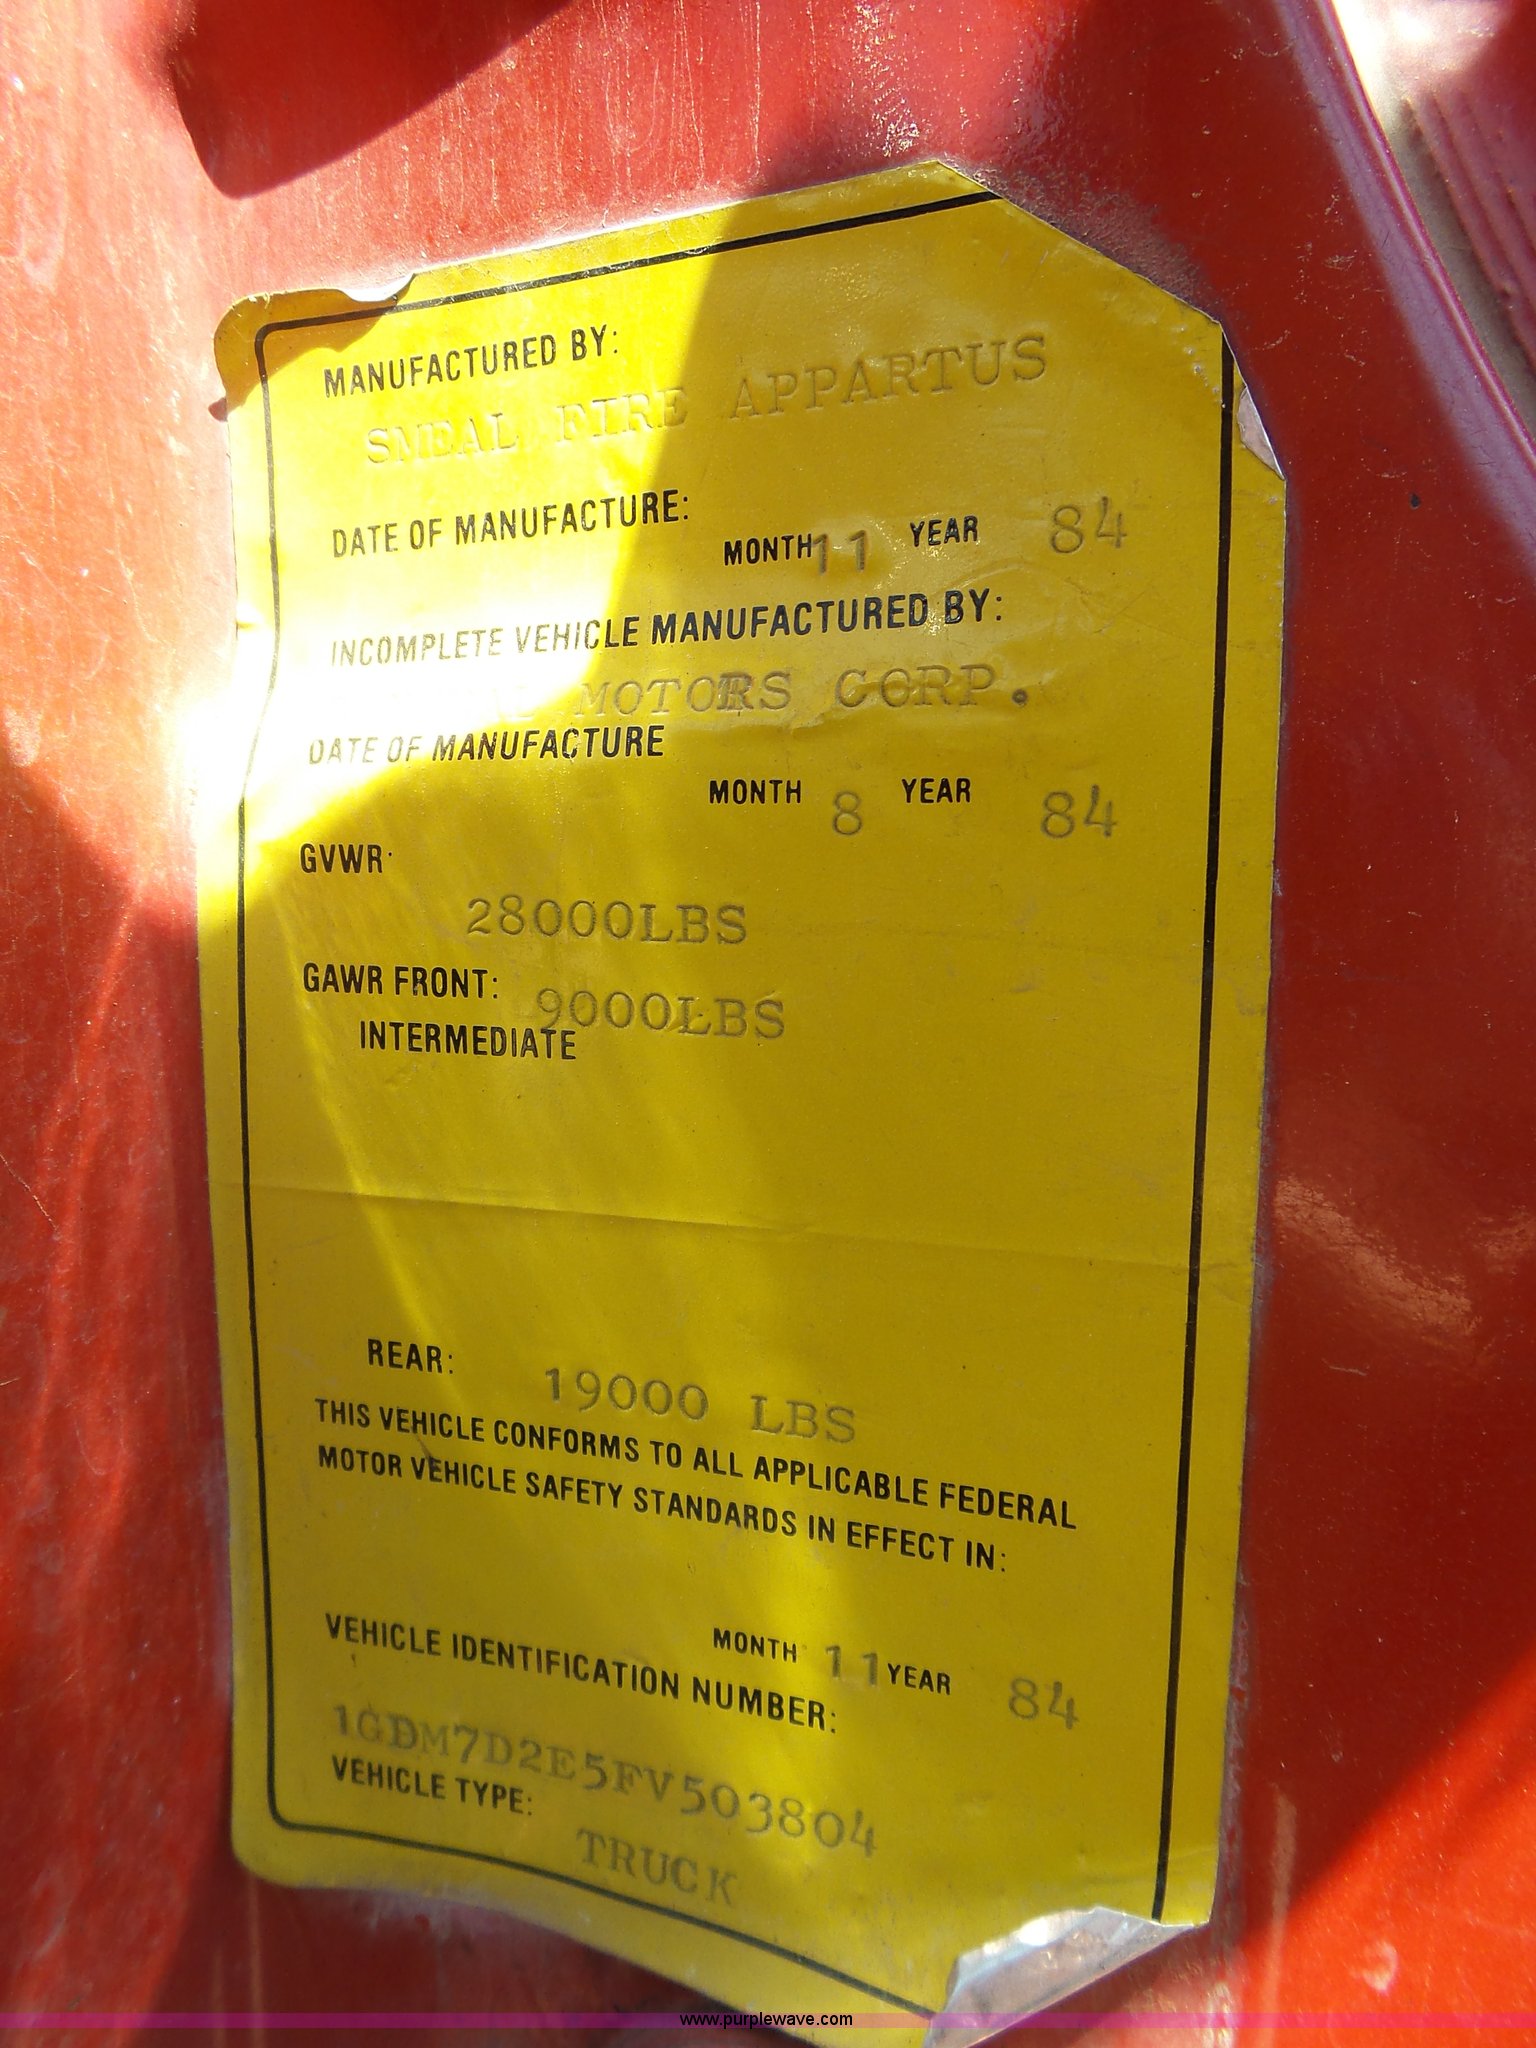 MANUFACTURED BY:
SMEAL FIRE APPARTUS
DATE OF MANUFACTURE:
MONTH 11 YEAR 84
INCOMPLETE VEHICLE MANUFACTURED BY:
MOTORS CORP.
DATE OF MANUFACTURE
MONTH 8 YEAR 84
GVWR:
28000LBS
GAWR FRONT: 9000LBS
INTERMEDIATE
REAR: 19000 LBS
THIS VEHICLE CONFORMS TO ALL APPLICABLE FEDERAL
MOTOR VEHICLE SAFETY STANDARDS IN EFFECT IN:
MONTH 11 YEAR 84
VEHICLE IDENTIFICATION NUMBER:
1GDM7D2E5FV503804
VEHICLE TYPE:
TRUCK
www.purplewave.com